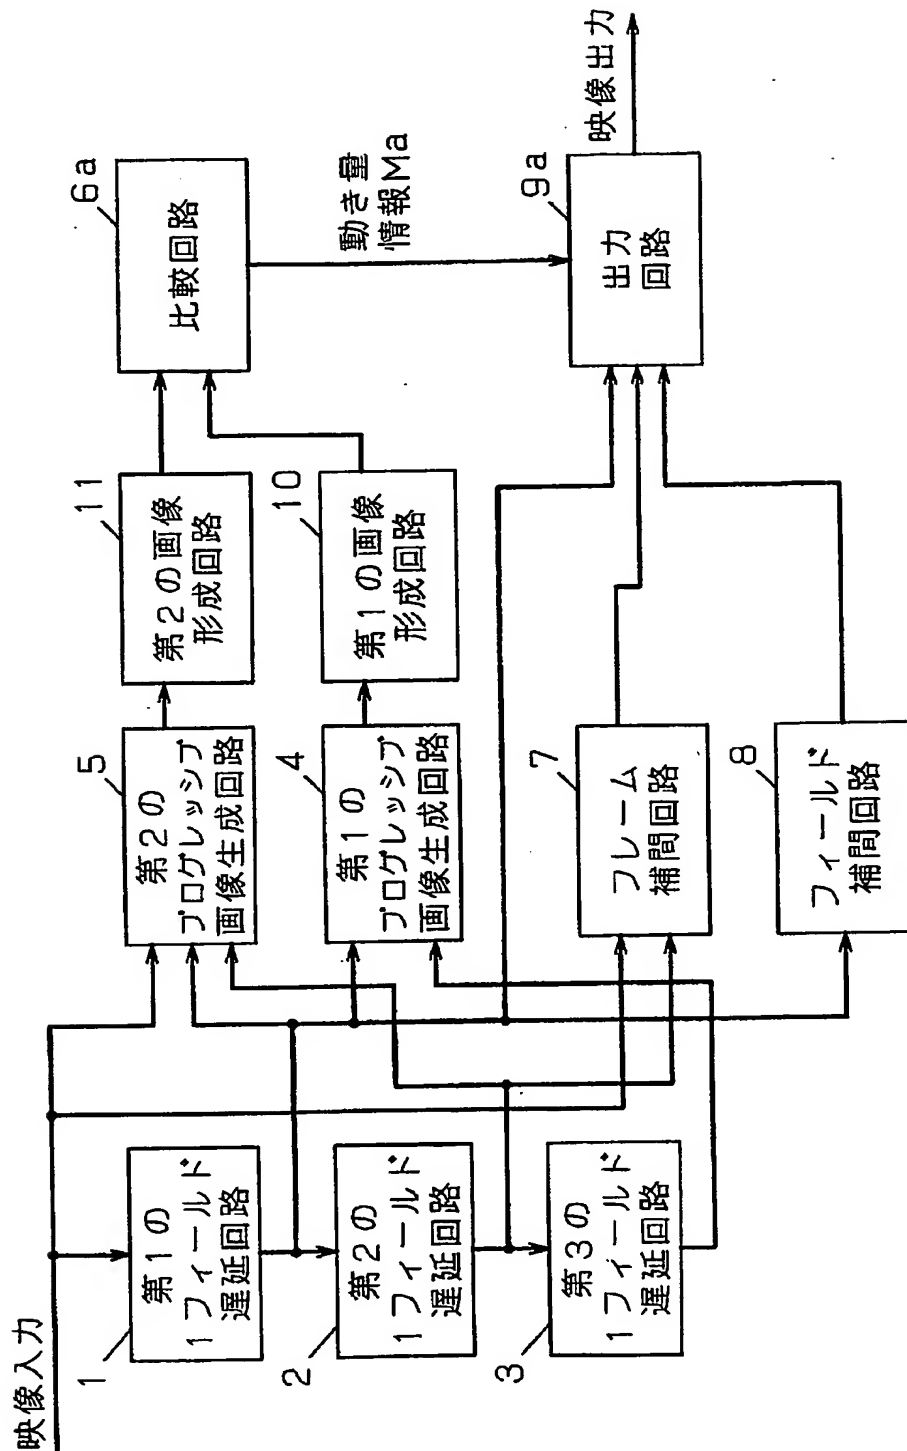 映像入力
1
第1の
1フィールド
遅延回路
2
第2の
1フィールド
遅延回路
3
第3の
1フィールド
遅延回路
5
第2の
プログレッシブ
画像生成回路
4
第1の
プログレッシブ
画像生成回路
7
フレーム
補間回路
8
フィールド
補間回路
11
第2の画像
形成回路
10
第1の画像
形成回路
6a
比較回路
動き量
情報Ma
9a
出力
回路
映像出力